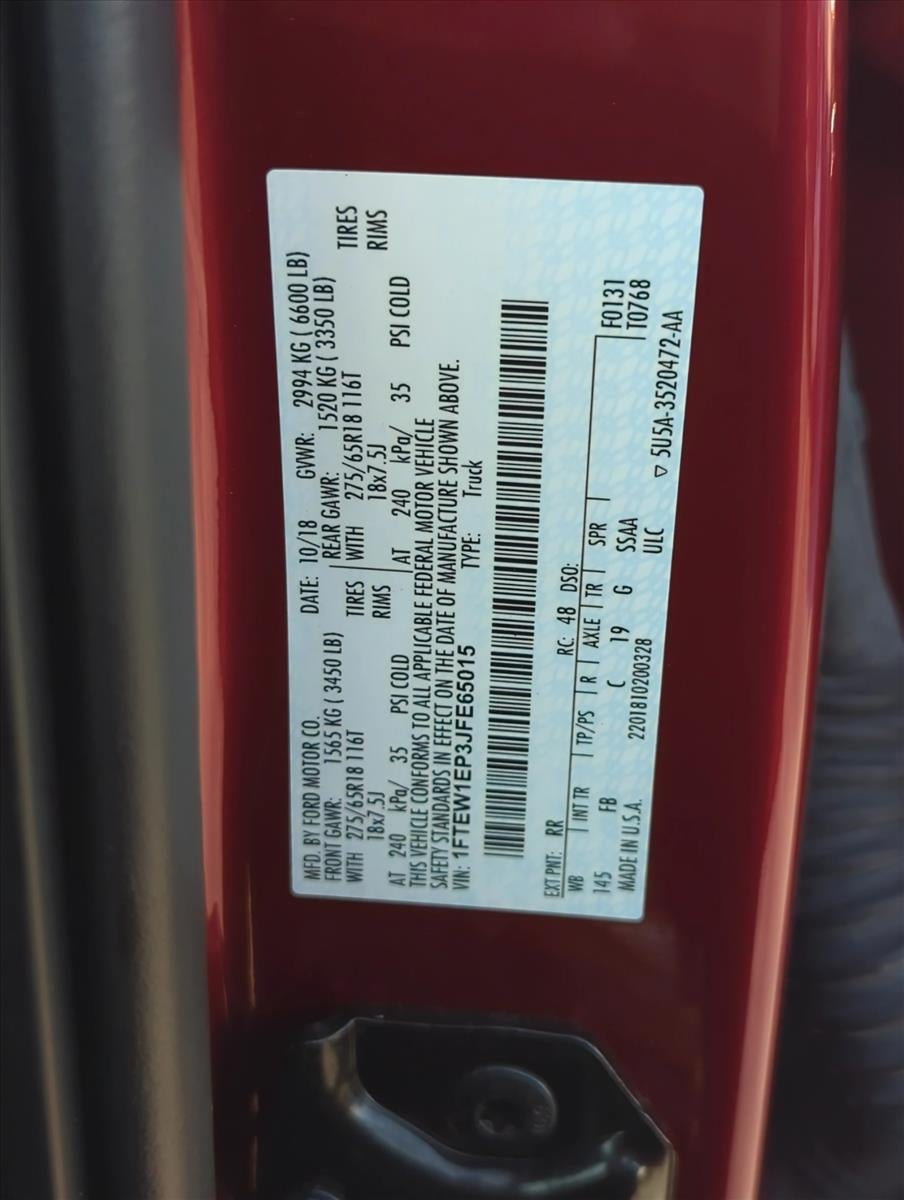 MFD. BY FORD MOTOR CO.
DATE: 10/18 GVWR: 2994 KG ( 6600 LB)
FRONT GAWR: 1565 KG ( 3450 LB) REAR GAWR: 1520 KG ( 3350 LB)
WITH 275/65R18 116T TIRES WITH 275/65R18 116T TIRES
18x7.5J RIMS 18x7.5J RIMS
AT 240 kPa/ 35 PSI COLD AT 240 kPa/ 35 PSI COLD
THIS VEHICLE CONFORMS TO ALL APPLICABLE FEDERAL MOTOR VEHICLE
SAFETY STANDARDS IN EFFECT ON THE DATE OF MANUFACTURE SHOWN ABOVE.
VIN: 1FTEW1EP3JFE65015 TYPE: Truck
EXT PNT: RR RC: 48 DSO:
WB INT TR TP/PS R AXLE TR SPR F0131
145 FB C 19 G SSAA T0768
MADE IN U.S.A. 2201810200328 ULC ▽ 5U5A-3520472-AA